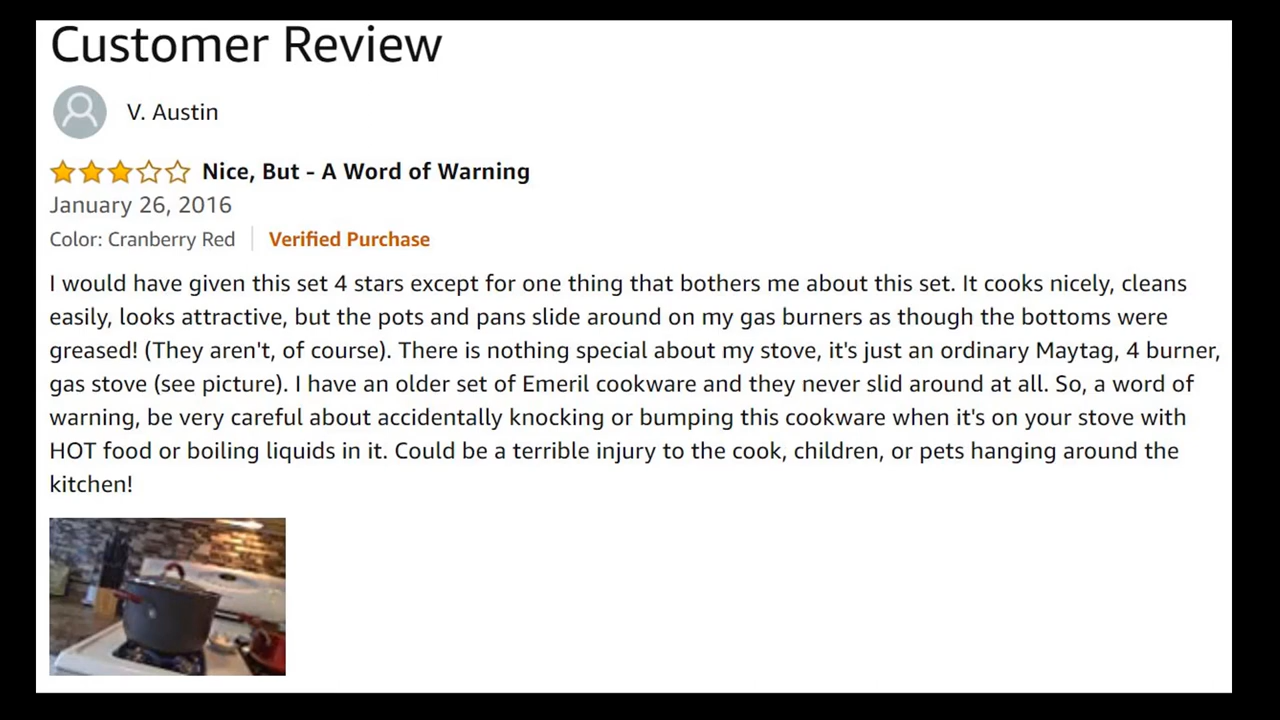 Customer Review
V. Austin
Nice, But - A Word of Warning
January 26, 2016
Color: Cranberry Red
Verified Purchase
I would have given this set 4 stars except for one thing that bothers me about this set. It cooks nicely, cleans
easily, looks attractive, but the pots and pans slide around on my gas burners as though the bottoms were
greased! (They aren't, of course). There is nothing special about my stove, it's just an ordinary Maytag, 4 burner,
gas stove (see picture). I have an older set of Emeril cookware and they never slid around at all. So, a word of
warning, be very careful about accidentally knocking or bumping this cookware when it's on your stove with
HOT food or boiling liquids in it. Could be a terrible injury to the cook, children, or pets hanging around the
kitchen!